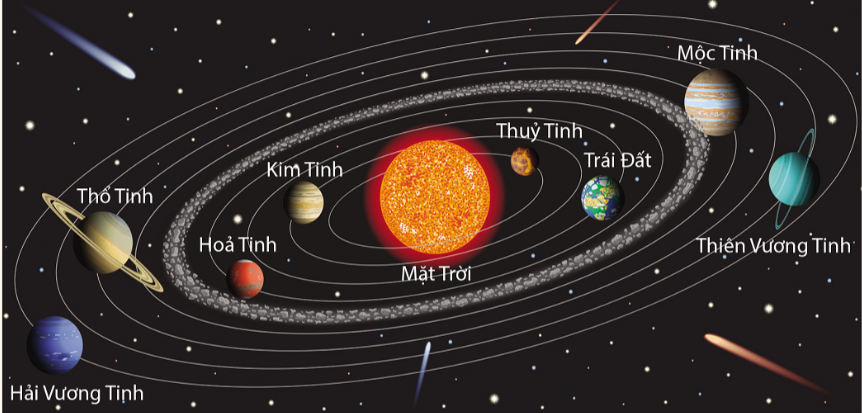 Mộc Tinh
Thuỷ Tinh
Trái Đất
Kim Tinh
Thổ Tinh
Hoả Tinh
Thiên Vương Tinh
Mặt Trời
Hải Vương Tinh